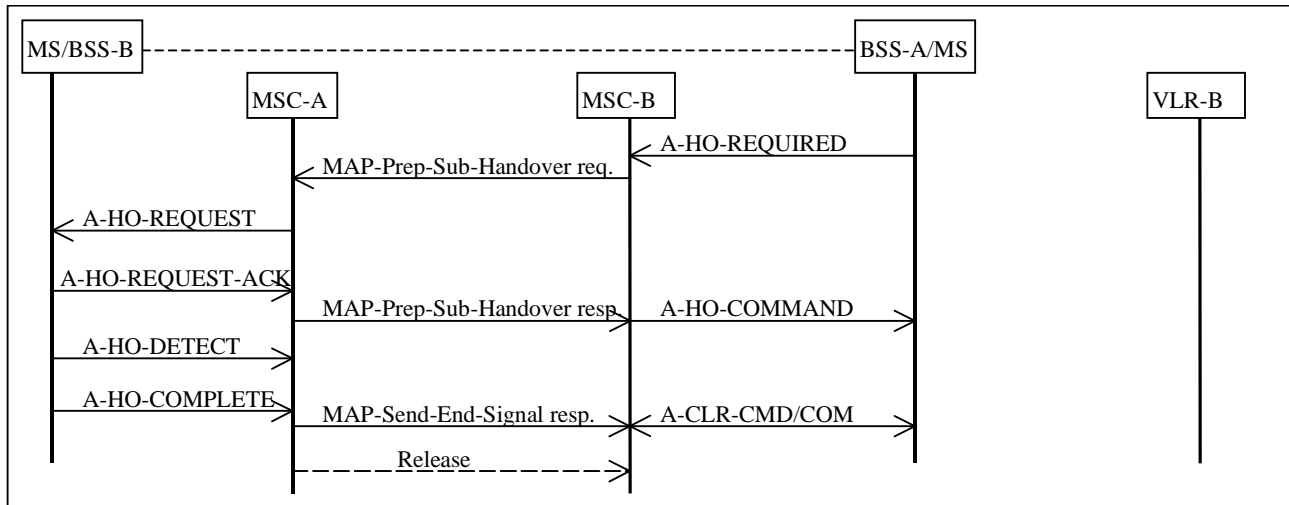 MS/BSS-B
BSS-A/MS
MSC-A
MSC-B
VLR-B
A-HO-REQUIRED
MAP-Prep-Sub-Handover req.
A-HO-REQUEST
A-HO-REQUEST-ACK
MAP-Prep-Sub-Handover resp.
A-HO-COMMAND
A-HO-DETECT
A-HO-COMPLETE
MAP-Send-End-Signal resp.
A-CLR-CMD/COM
Release